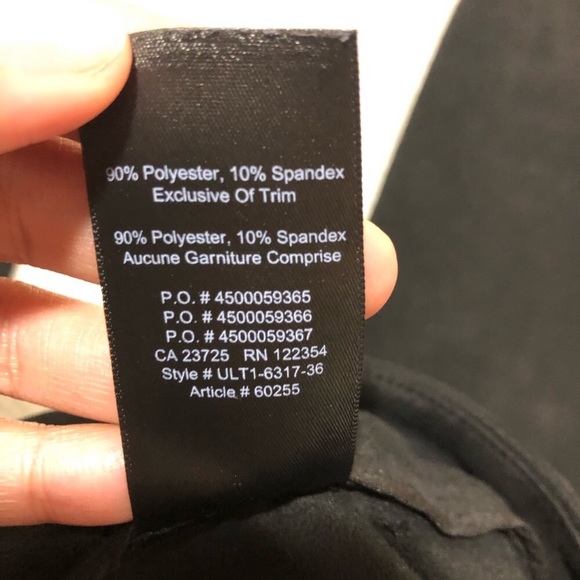 90% Polyester, 10% Spandex
Exclusive Of Trim
90% Polyester, 10% Spandex
Aucune Garniture Comprise
P.O. # 4500059365
P.O. # 4500059366
P.O. # 4500059367
CA 23725 RN 122354
Style # ULT1-6317-36
Article # 60255